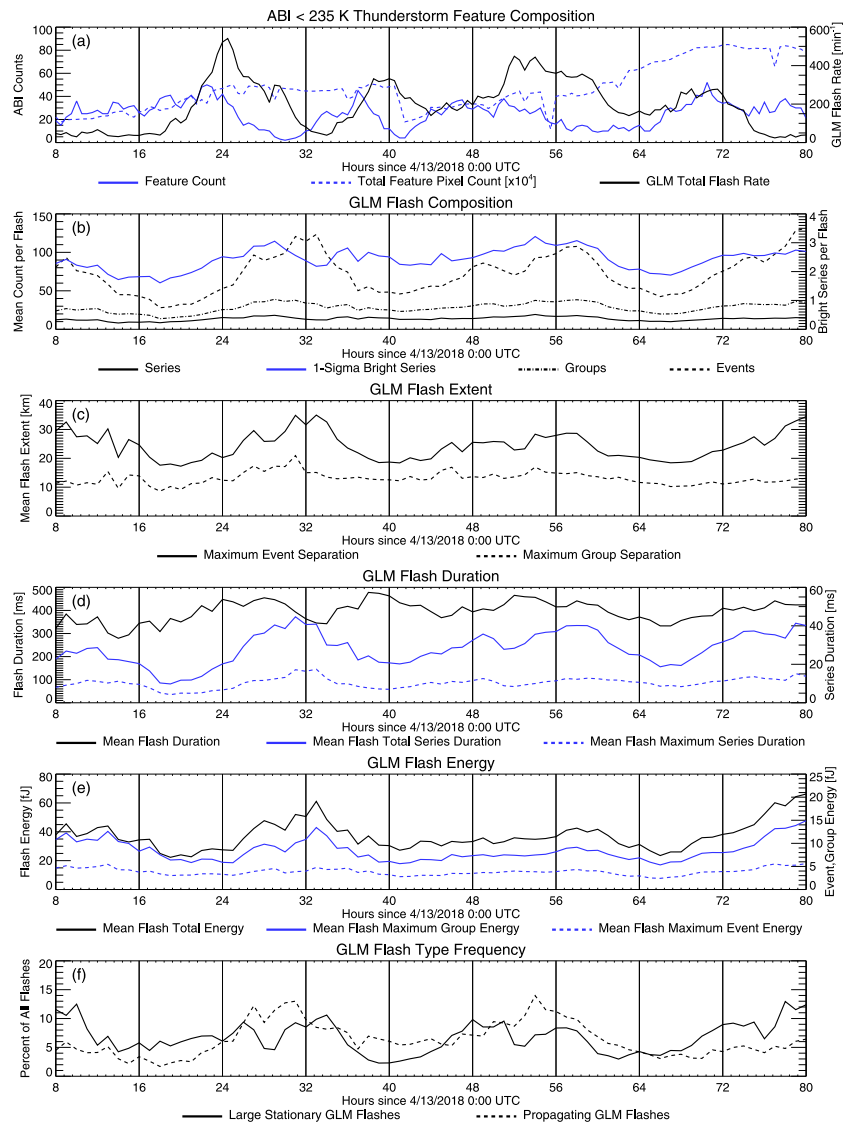 ABI < 235 K Thunderstorm Feature Composition
(a)
ABI Counts
100
80
60
40
20
0
GLM Flash Rate [min⁻¹]
600
400
200
0
8 16 24 32 40 48 56 64 72 80
Hours since 4/13/2018 0:00 UTC
Feature Count Total Feature Pixel Count [x10⁴] GLM Total Flash Rate
GLM Flash Composition
(b)
Mean Count per Flash
150
100
50
0
Bright Series per Flash
4
3
2
1
0
8 16 24 32 40 48 56 64 72 80
Hours since 4/13/2018 0:00 UTC
Series 1-Sigma Bright Series Groups Events
GLM Flash Extent
(c)
Mean Flash Extent [km]
40
30
20
10
0
8 16 24 32 40 48 56 64 72 80
Hours since 4/13/2018 0:00 UTC
Maximum Event Separation Maximum Group Separation
GLM Flash Duration
(d)
Flash Duration [ms]
500
400
300
200
100
0
Series Duration [ms]
60
40
20
0
8 16 24 32 40 48 56 64 72 80
Hours since 4/13/2018 0:00 UTC
Mean Flash Duration Mean Flash Total Series Duration Mean Flash Maximum Series Duration
GLM Flash Energy
(e)
Flash Energy [fJ]
80
60
40
20
0
Event,Group Energy [fJ]
25
20
15
10
5
0
8 16 24 32 40 48 56 64 72 80
Hours since 4/13/2018 0:00 UTC
Mean Flash Total Energy Mean Flash Maximum Group Energy Mean Flash Maximum Event Energy
GLM Flash Type Frequency
(f)
Percent of All Flashes
20
15
10
5
0
8 16 24 32 40 48 56 64 72 80
Hours since 4/13/2018 0:00 UTC
Large Stationary GLM Flashes Propagating GLM Flashes